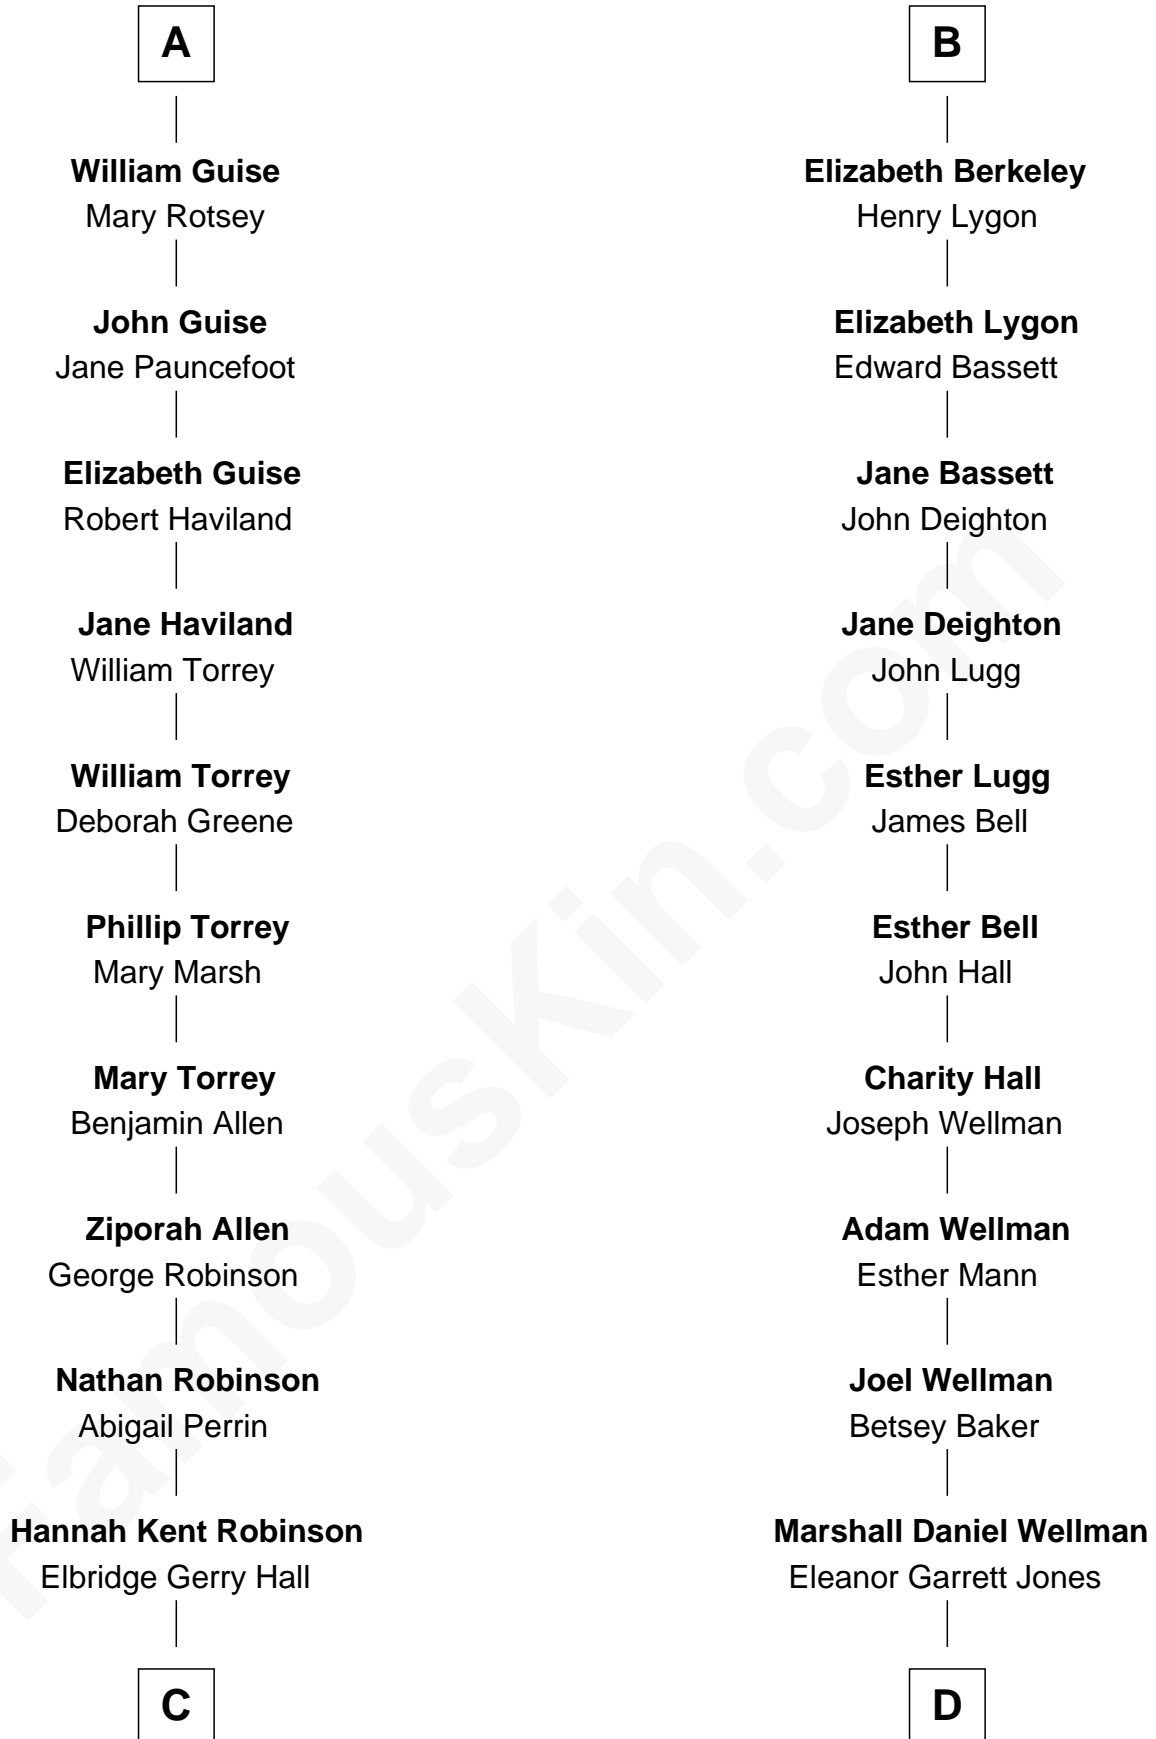 A
William Guise
Mary Rotsey
John Guise
Jane Pauncefoot
Elizabeth Guise
Robert Haviland
Jane Haviland
William Torrey
William Torrey
Deborah Greene
Phillip Torrey
Mary Marsh
Mary Torrey
Benjamin Allen
Ziporah Allen
George Robinson
Nathan Robinson
Abigail Perrin
Hannah Kent Robinson
Elbridge Gerry Hall
C
B
Elizabeth Berkeley
Henry Lygon
Elizabeth Lygon
Edward Bassett
Jane Bassett
John Deighton
Jane Deighton
John Lugg
Esther Lugg
James Bell
Esther Bell
John Hall
Charity Hall
Joseph Wellman
Adam Wellman
Esther Mann
Joel Wellman
Betsey Baker
Marshall Daniel Wellman
Eleanor Garrett Jones
D
FamousKin.com